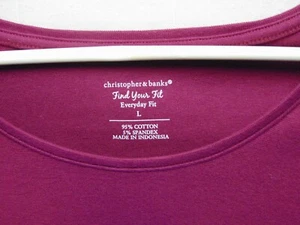 christopher & banks®
Find Your Fit
Everyday Fit
L
95% COTTON
5% SPANDEX
MADE IN INDONESIA